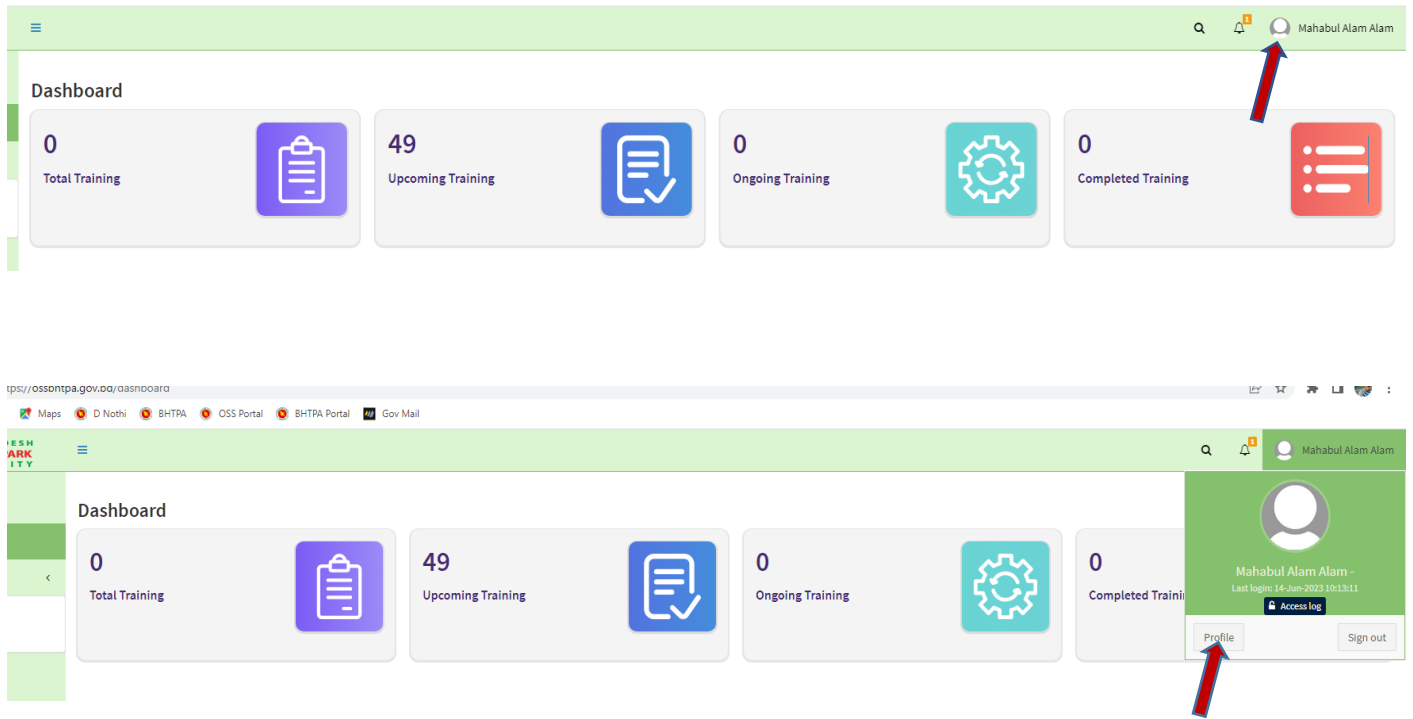 1
Mahabul Alam Alam
Dashboard
0
Total Training
49
Upcoming Training
0
Ongoing Training
0
Completed Training
tps://ossbhtpa.gov.bd/dashboard
Maps D Nothi BHTPA OSS Portal BHTPA Portal Gov Mail
DESH
PARK
ITY
1
Mahabul Alam Alam
Dashboard
0
Total Training
49
Upcoming Training
0
Ongoing Training
0
Completed Traini
Mahabul Alam Alam -
Last login: 14-Jun-2023 10:13:11
Access log
Profile Sign out